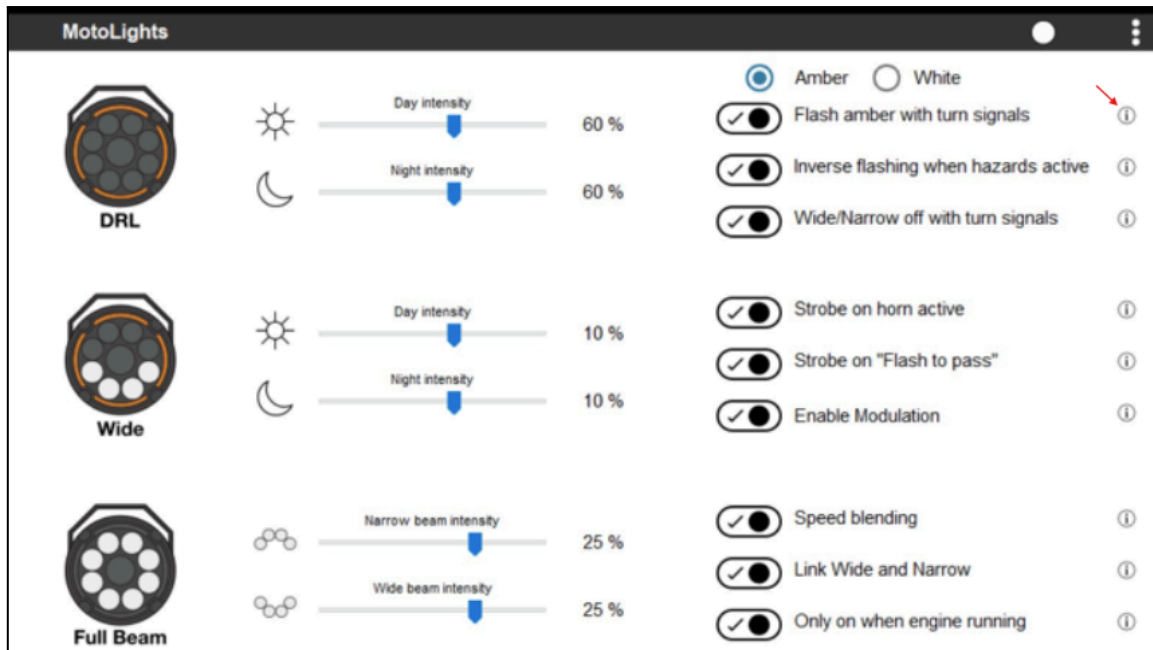 MotoLights
Amber White
Day intensity
60 %
Flash amber with turn signals
Night intensity
60 %
Inverse flashing when hazards active
DRL
Wide/Narrow off with turn signals
Day intensity
10 %
Strobe on horn active
Strobe on "Flash to pass"
Night intensity
10 %
Enable Modulation
Wide
Narrow beam intensity
25 %
Speed blending
Link Wide and Narrow
Wide beam intensity
25 %
Only on when engine running
Full Beam